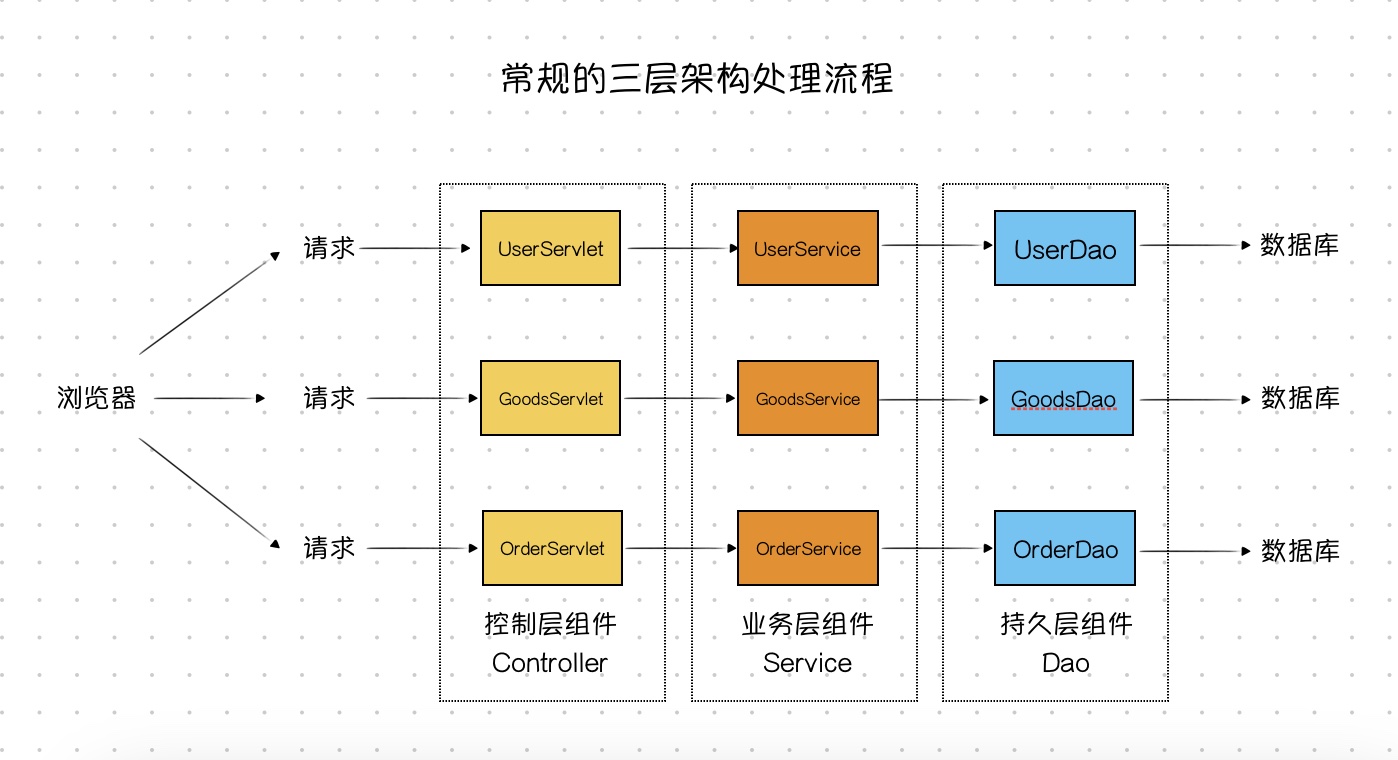 常规的三层架构处理流程
请求
UserServlet
UserService
UserDao
数据库
浏览器
请求
GoodsServlet
GoodsService
GoodsDao
数据库
请求
OrderServlet
OrderService
OrderDao
数据库
控制层组件
Controller
业务层组件
Service
持久层组件
Dao